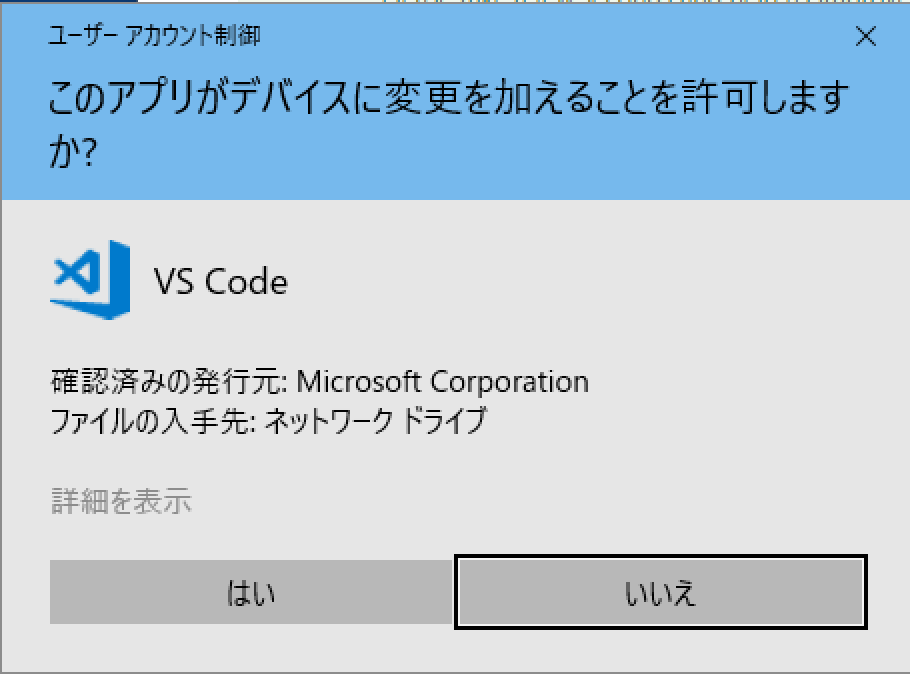 ユーザー アカウント制御
このアプリがデバイスに変更を加えることを許可します
か?
VS Code
確認済みの発行元: Microsoft Corporation
ファイルの入手先: ネットワーク ドライブ
詳細を表示
はい
いいえ